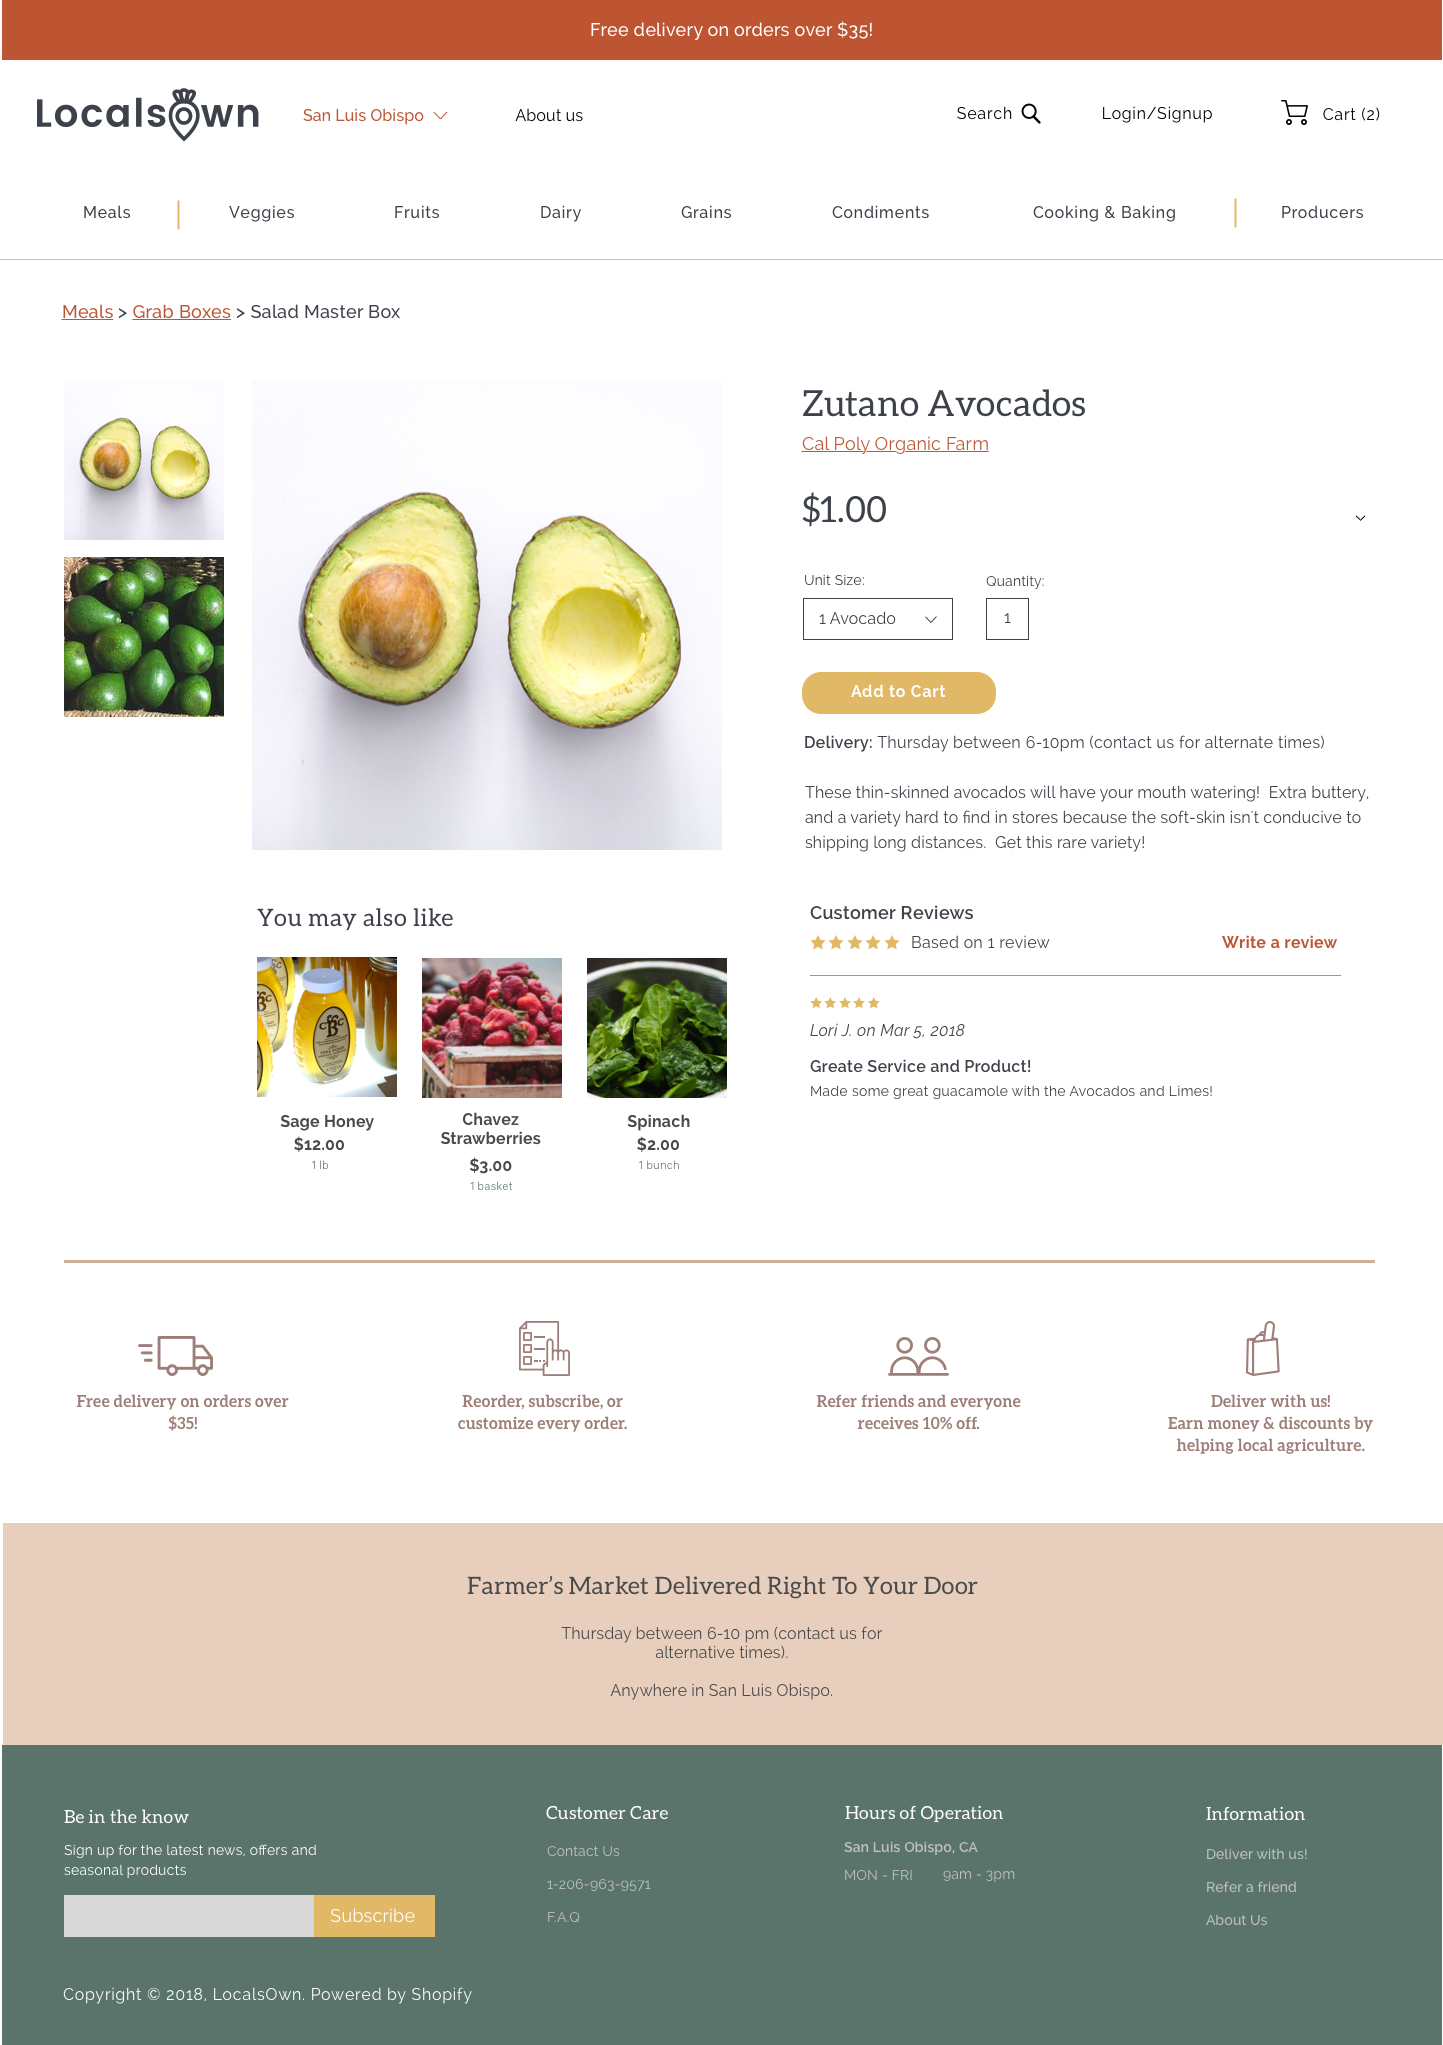 Free delivery on orders over $35!
LocalsOwn
San Luis Obispo
About us
Search
Login/Signup
Cart (2)
Meals
Veggies
Fruits
Dairy
Grains
Condiments
Cooking & Baking
Producers
Meals > Grab Boxes > Salad Master Box
Zutano Avocados
Cal Poly Organic Farm
$1.00
Unit Size:
Quantity:
1 Avocado
1
Add to Cart
Delivery: Thursday between 6-10pm (contact us for alternate times)
These thin-skinned avocados will have your mouth watering!  Extra buttery,
and a variety hard to find in stores because the soft-skin isn't conducive to
shipping long distances.  Get this rare variety!
You may also like
Sage Honey
$12.00
1 lb
Chavez
Strawberries
$3.00
1 basket
Spinach
$2.00
1 bunch
Customer Reviews
Based on 1 review
Write a review
Lori J. on Mar 5, 2018
Greate Service and Product!
Made some great guacamole with the Avocados and Limes!
Free delivery on orders over
$35!
Reorder, subscribe, or
customize every order.
Refer friends and everyone
receives 10% off.
Deliver with us!
Earn money & discounts by
helping local agriculture.
Farmer's Market Delivered Right To Your Door
Thursday between 6-10 pm (contact us for
alternative times).
Anywhere in San Luis Obispo.
Be in the know
Sign up for the latest news, offers and
seasonal products
Subscribe
Customer Care
Contact Us
1-206-963-9571
F.A.Q
Hours of Operation
San Luis Obispo, CA
MON - FRI
9am - 3pm
Information
Deliver with us!
Refer a friend
About Us
Copyright © 2018, LocalsOwn. Powered by Shopify